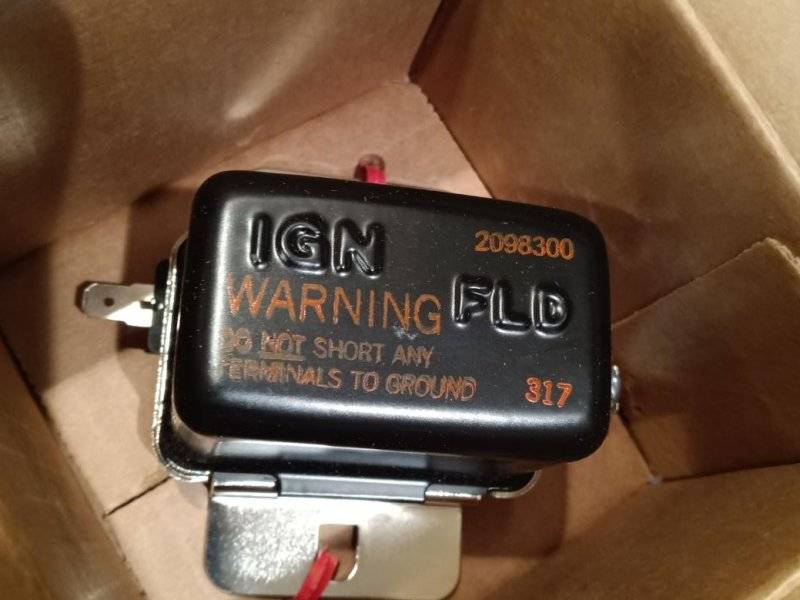 IGN
2098300
WARNING
FLD
DO NOT SHORT ANY
TERMINALS TO GROUND
317